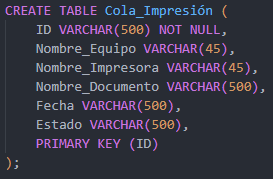 CREATE TABLE Cola_Impresión (
    ID VARCHAR(500) NOT NULL,
    Nombre_Equipo VARCHAR(45),
    Nombre_Impresora VARCHAR(45),
    Nombre_Documento VARCHAR(500),
    Fecha VARCHAR(500),
    Estado VARCHAR(500),
    PRIMARY KEY (ID)
);